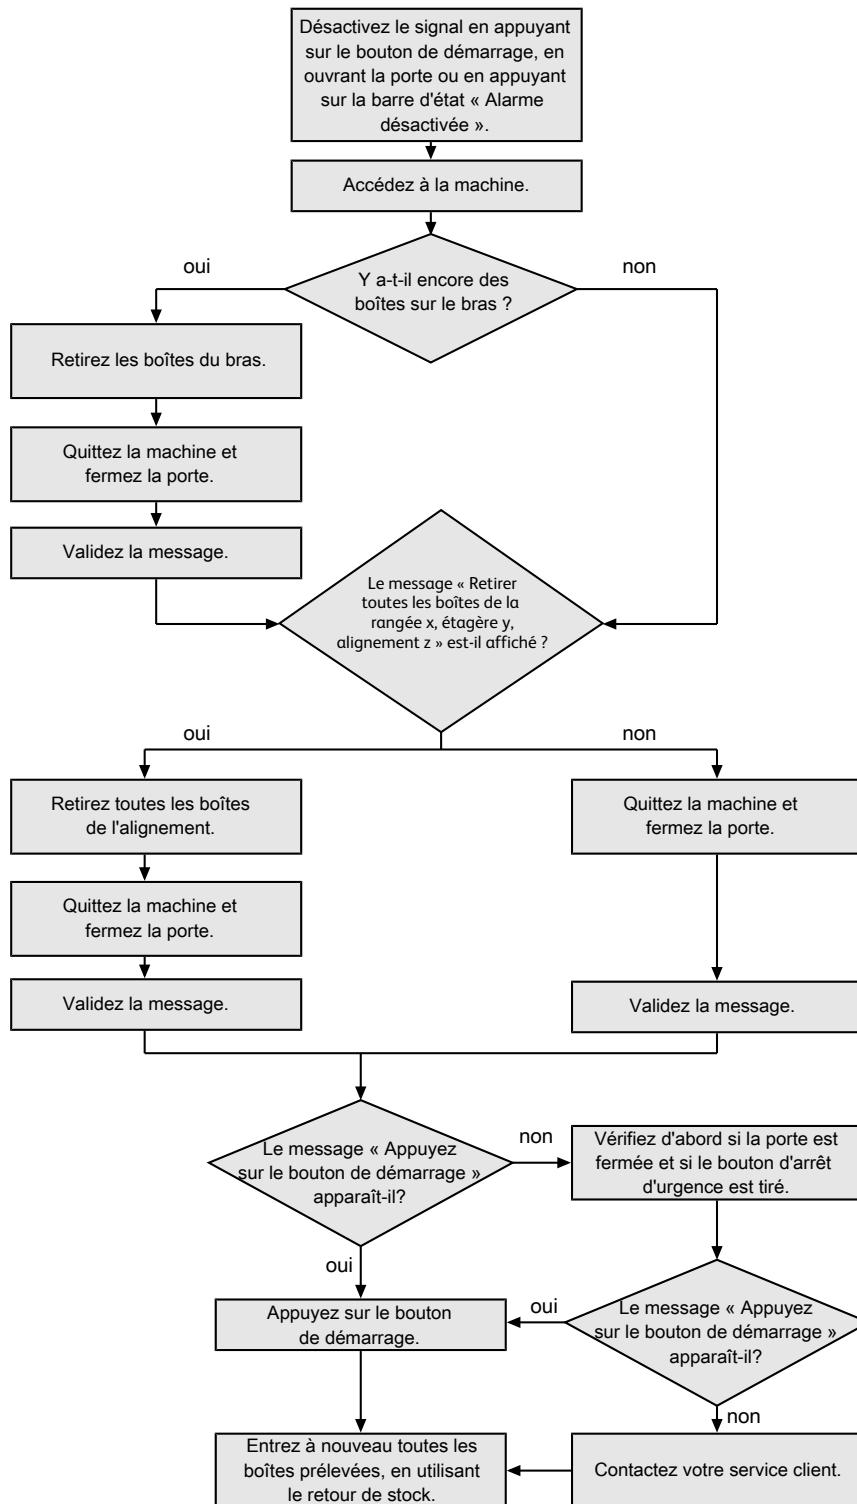 Désactivez le signal en appuyant
sur le bouton de démarrage, en
ouvrant la porte ou en appuyant
sur la barre d'état « Alarme
désactivée ».
Accédez à la machine.
oui
non
Y a-t-il encore des
boîtes sur le bras ?
Retirez les boîtes du bras.
Quittez la machine et
fermez la porte.
Validez la message.
Le message « Retirer
toutes les boîtes de la
rangée x, étagère y,
alignement z » est-il affiché ?
oui
non
Retirez toutes les boîtes
de l'alignement.
Quittez la machine et
fermez la porte.
Quittez la machine et
fermez la porte.
Validez la message.
Validez la message.
Le message « Appuyez
sur le bouton de démarrage »
apparaît-il?
non
Vérifiez d'abord si la porte est
fermée et si le bouton d'arrêt
d'urgence est tiré.
oui
Appuyez sur le bouton
de démarrage.
oui
Le message « Appuyez
sur le bouton de démarrage »
apparaît-il?
non
Entrez à nouveau toutes les
boîtes prélevées, en utilisant
le retour de stock.
Contactez votre service client.